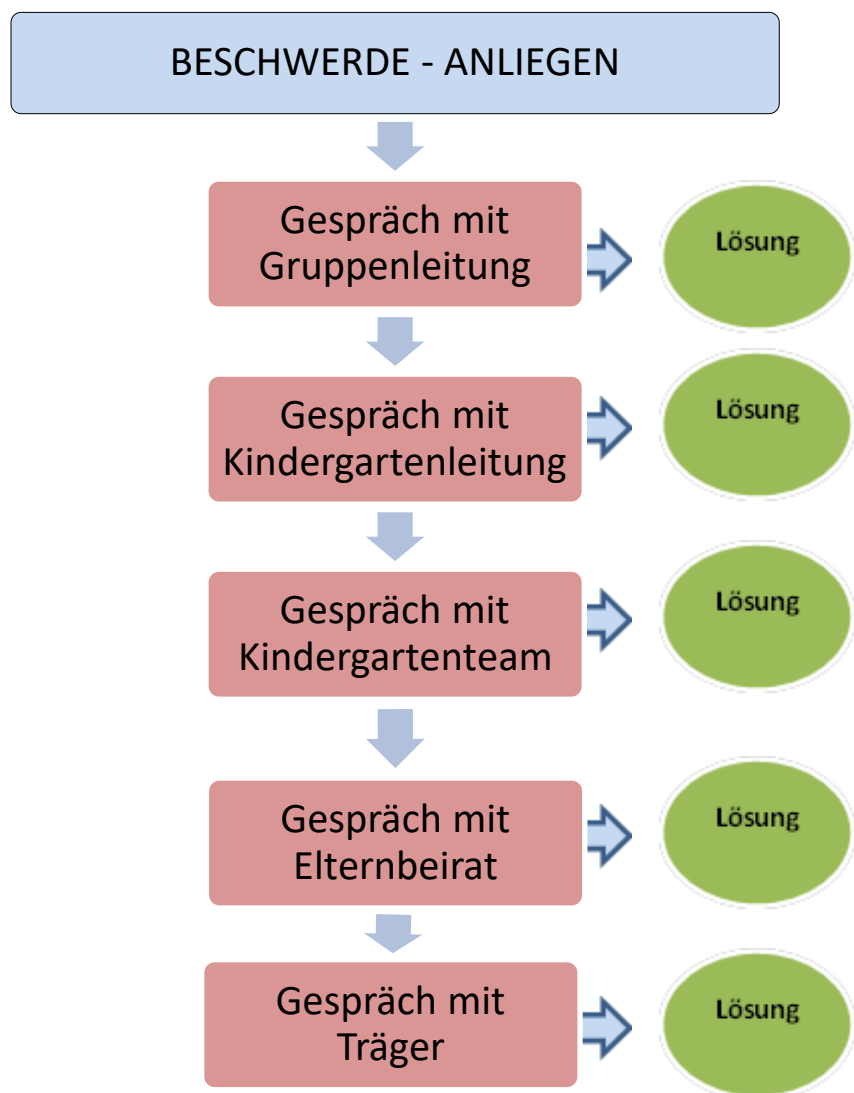 BESCHWERDE - ANLIEGEN
Gespräch mit
Gruppenleitung
Lösung
Gespräch mit
Kindergartenleitung
Lösung
Gespräch mit
Kindergartenteam
Lösung
Gespräch mit
Elternbeirat
Lösung
Gespräch mit
Träger
Lösung